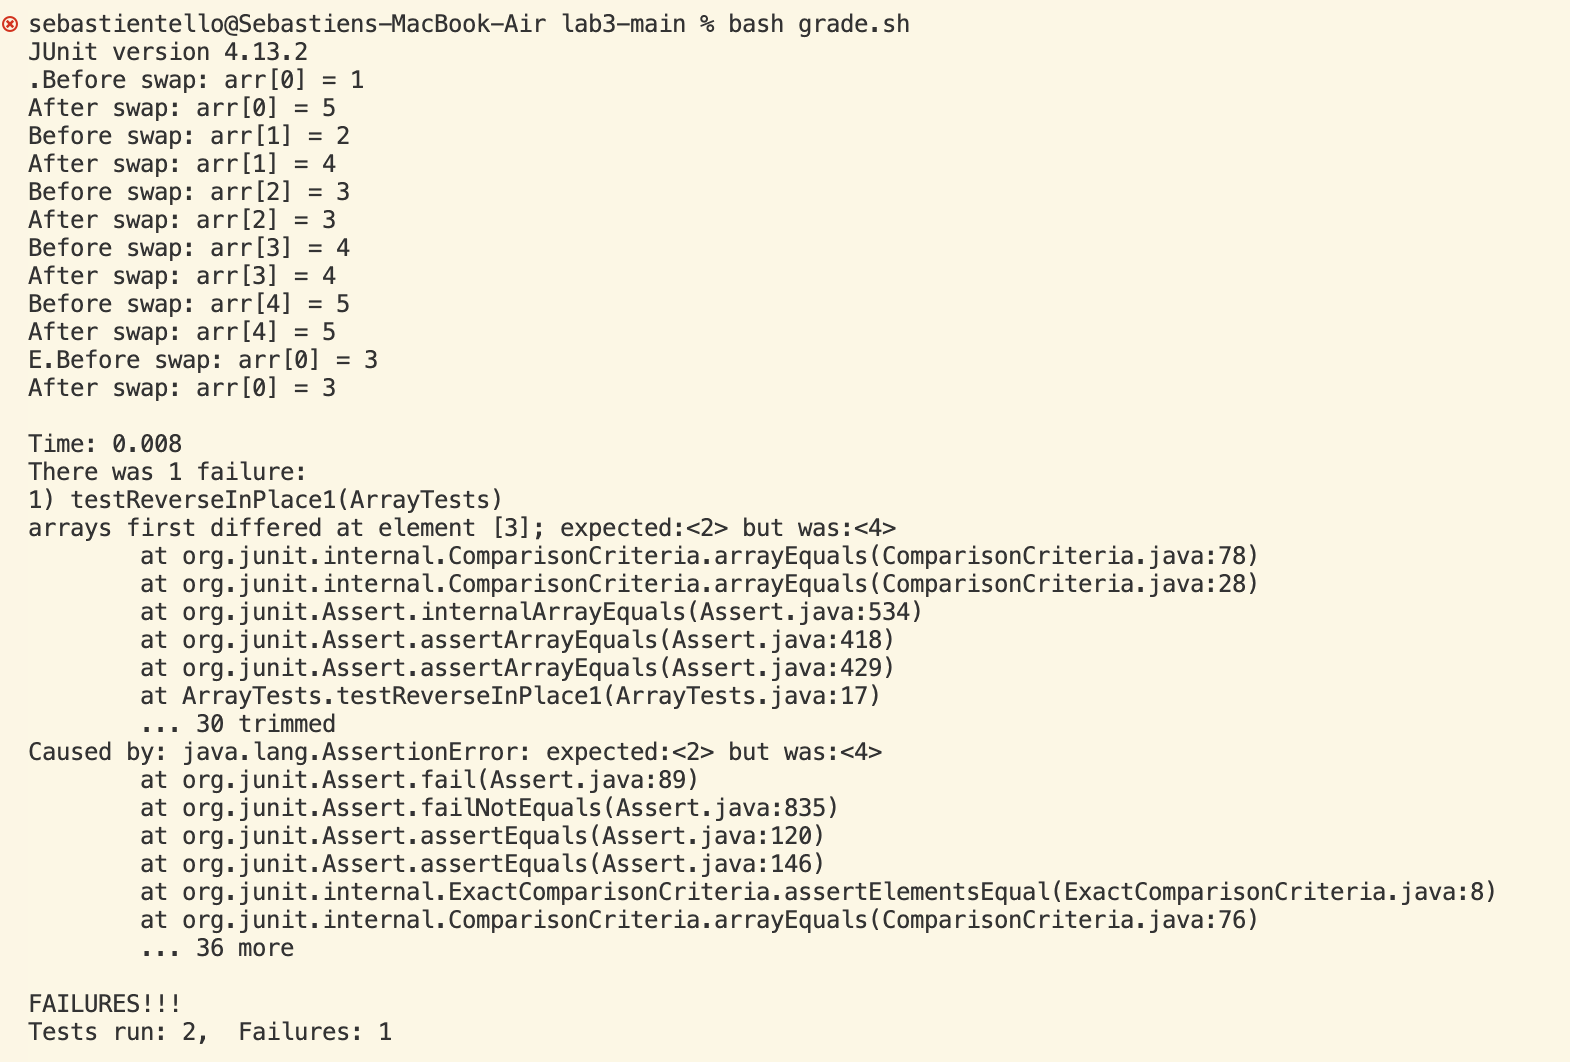 sebastientello@Sebastiens-MacBook-Air lab3-main % bash grade.sh
JUnit version 4.13.2
.Before swap: arr[0] = 1
After swap: arr[0] = 5
Before swap: arr[1] = 2
After swap: arr[1] = 4
Before swap: arr[2] = 3
After swap: arr[2] = 3
Before swap: arr[3] = 4
After swap: arr[3] = 4
Before swap: arr[4] = 5
After swap: arr[4] = 5
E.Before swap: arr[0] = 3
After swap: arr[0] = 3

Time: 0.008
There was 1 failure:
1) testReverseInPlace1(ArrayTests)
arrays first differed at element [3]; expected:<2> but was:<4>
        at org.junit.internal.ComparisonCriteria.arrayEquals(ComparisonCriteria.java:78)
        at org.junit.internal.ComparisonCriteria.arrayEquals(ComparisonCriteria.java:28)
        at org.junit.Assert.internalArrayEquals(Assert.java:534)
        at org.junit.Assert.assertArrayEquals(Assert.java:418)
        at org.junit.Assert.assertArrayEquals(Assert.java:429)
        at ArrayTests.testReverseInPlace1(ArrayTests.java:17)
        ... 30 trimmed
Caused by: java.lang.AssertionError: expected:<2> but was:<4>
        at org.junit.Assert.fail(Assert.java:89)
        at org.junit.Assert.failNotEquals(Assert.java:835)
        at org.junit.Assert.assertEquals(Assert.java:120)
        at org.junit.Assert.assertEquals(Assert.java:146)
        at org.junit.internal.ExactComparisonCriteria.assertElementsEqual(ExactComparisonCriteria.java:8)
        at org.junit.internal.ComparisonCriteria.arrayEquals(ComparisonCriteria.java:76)
        ... 36 more

FAILURES!!!
Tests run: 2,  Failures: 1